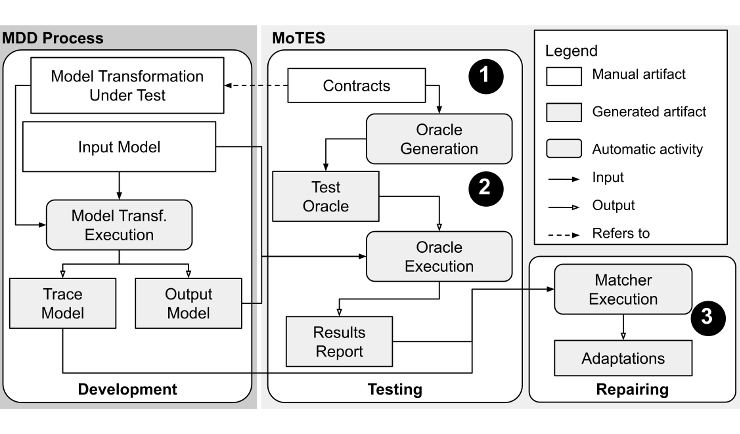 MDD Process
MoTES
Model Transformation
Under Test
Input Model
Model Transf.
Execution
Trace
Model
Output
Model
Development
Contracts
1
Oracle
Generation
2
Test
Oracle
Oracle
Execution
Results
Report
Testing
Legend
Manual artifact
Generated artifact
Automatic activity
Input
Output
Refers to
Matcher
Execution
3
Adaptations
Repairing